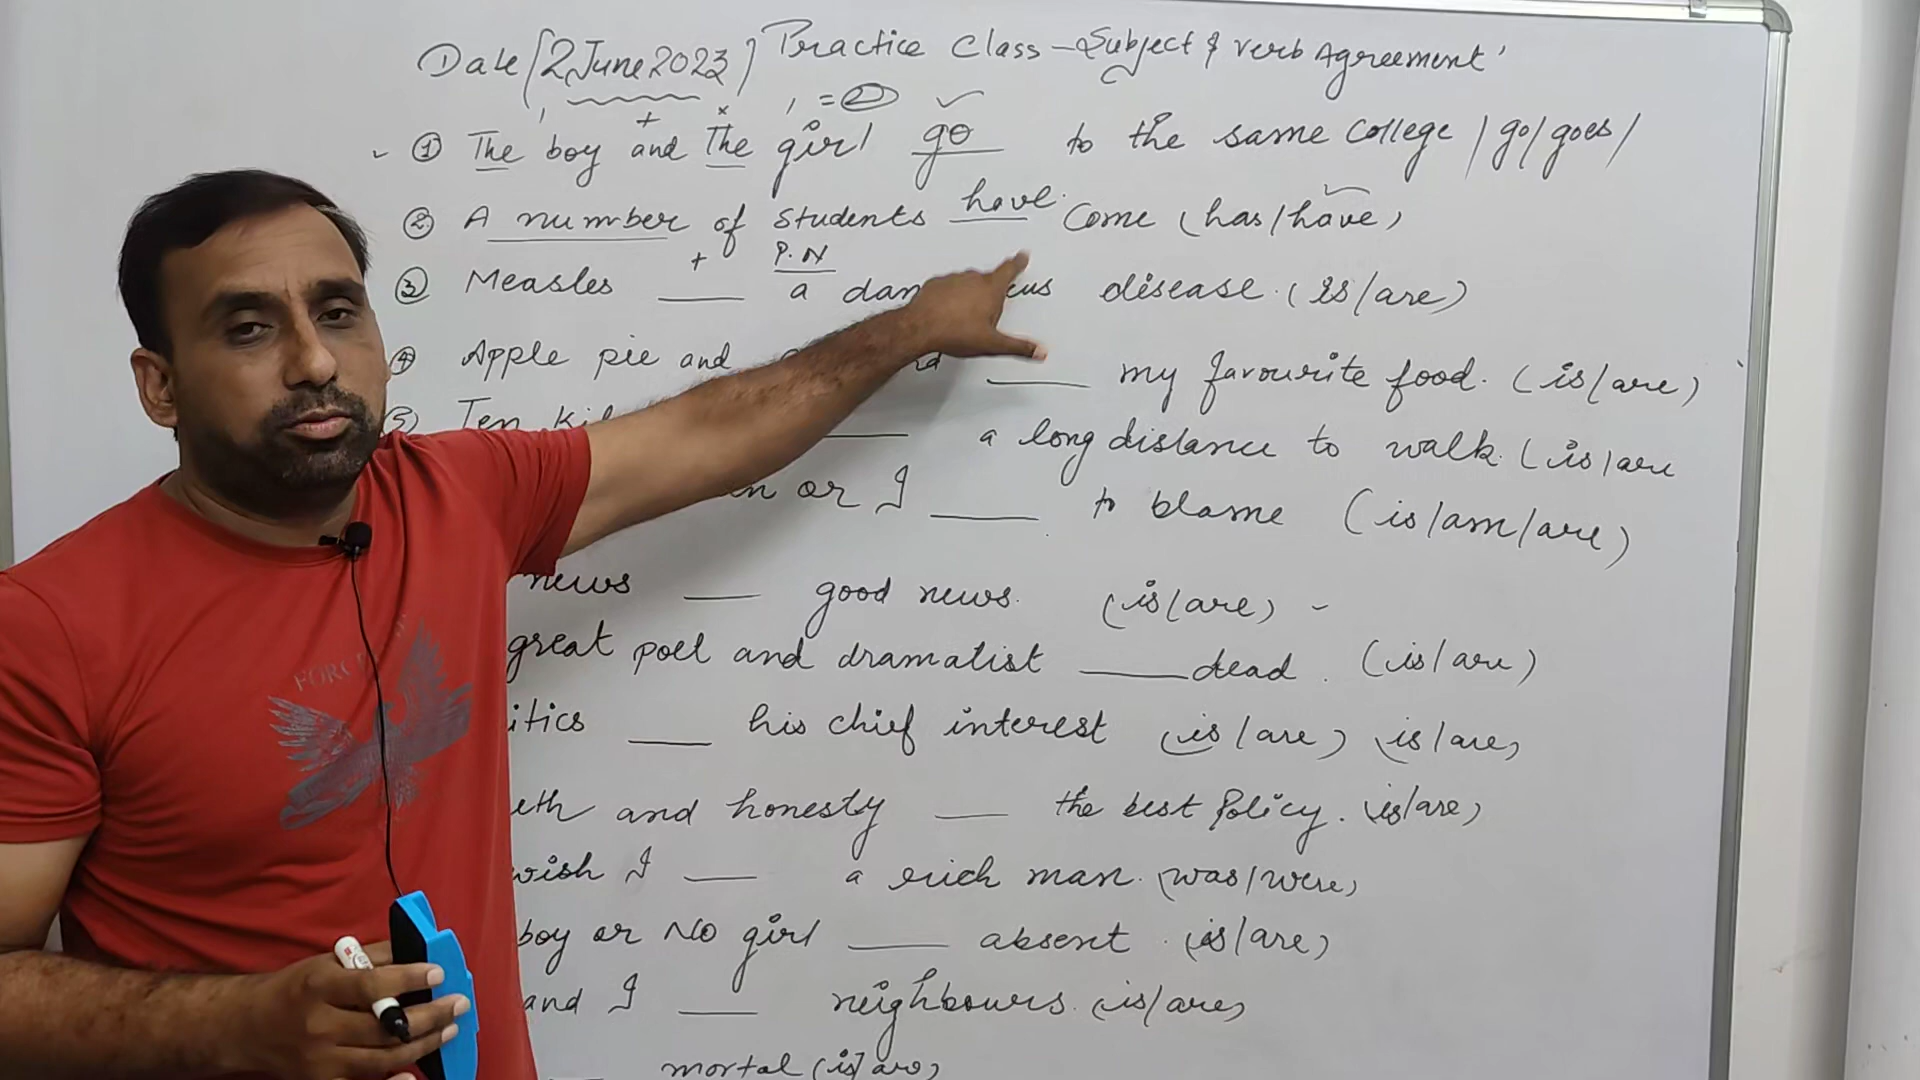 Date [2 June 2023] Practice Class - Subject & verb Agreement'
1 + × 1 = 2 ✓
① The boy and The girl go to the same College / go/goes/
② A number of students have come (has/have)
+ P.N
③ Measles ___ a disease. (is/are)
④ Apple pie and ___ my favourite food. (is/are)
⑤ Ten ___ a long distance to walk. (is/are
or I ___ to blame (is/am/are)
news ___ good news. (is/are) -
great poet and dramatist ___ dead. (is/are)
itics ___ his chief interest (is/are) (is/are)
uth and honesty ___ the best Policy. (is/are)
wish I ___ a rich man. (was/were)
boy or No girl ___ absent. (is/are)
and I ___ neighbours. (is/are)
___ mortal (is/are)
FORC